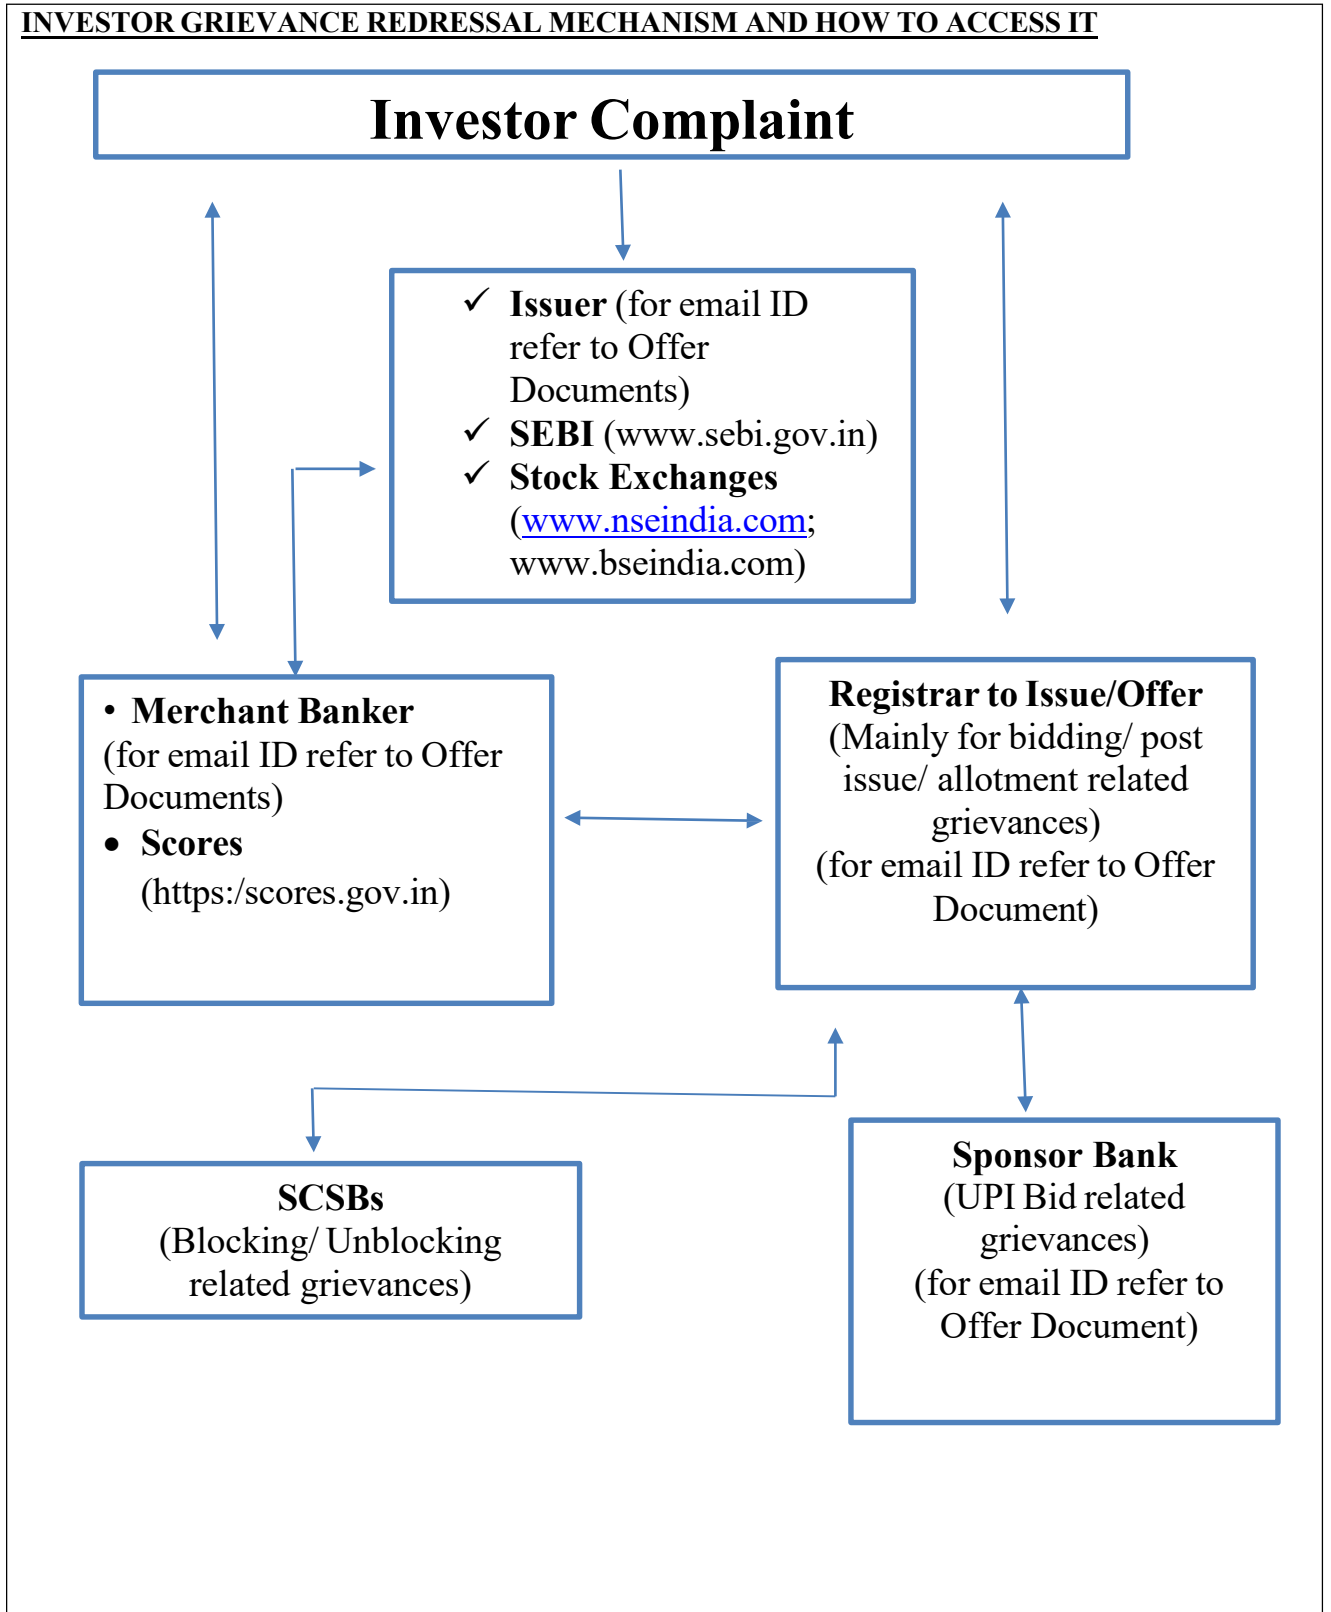 INVESTOR GRIEVANCE REDRESSAL MECHANISM AND HOW TO ACCESS IT
Investor Complaint
✓ Issuer (for email ID
refer to Offer
Documents)
✓ SEBI (www.sebi.gov.in)
✓ Stock Exchanges
(www.nseindia.com;
www.bseindia.com)
• Merchant Banker
(for email ID refer to Offer
Documents)
• Scores
(https:/scores.gov.in)
Registrar to Issue/Offer
(Mainly for bidding/ post
issue/ allotment related
grievances)
(for email ID refer to Offer
Document)
SCSBs
(Blocking/ Unblocking
related grievances)
Sponsor Bank
(UPI Bid related
grievances)
(for email ID refer to
Offer Document)